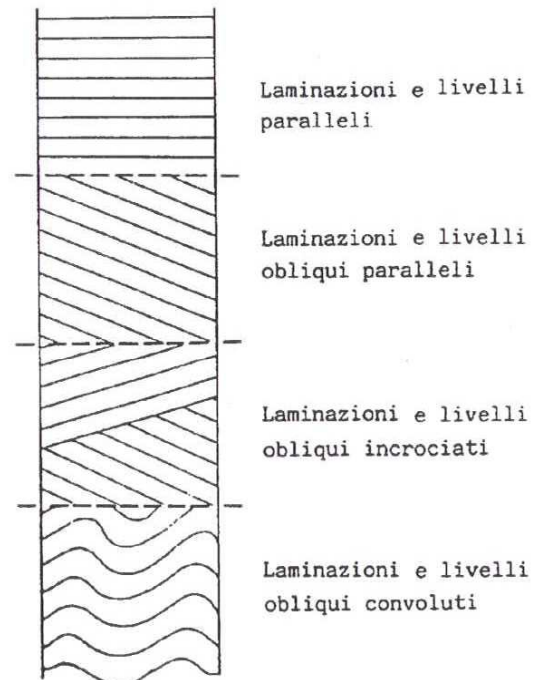 Laminazioni e livelli
paralleli
Laminazioni e livelli
obliqui paralleli
Laminazioni e livelli
obliqui incrociati
Laminazioni e livelli
obliqui convoluti